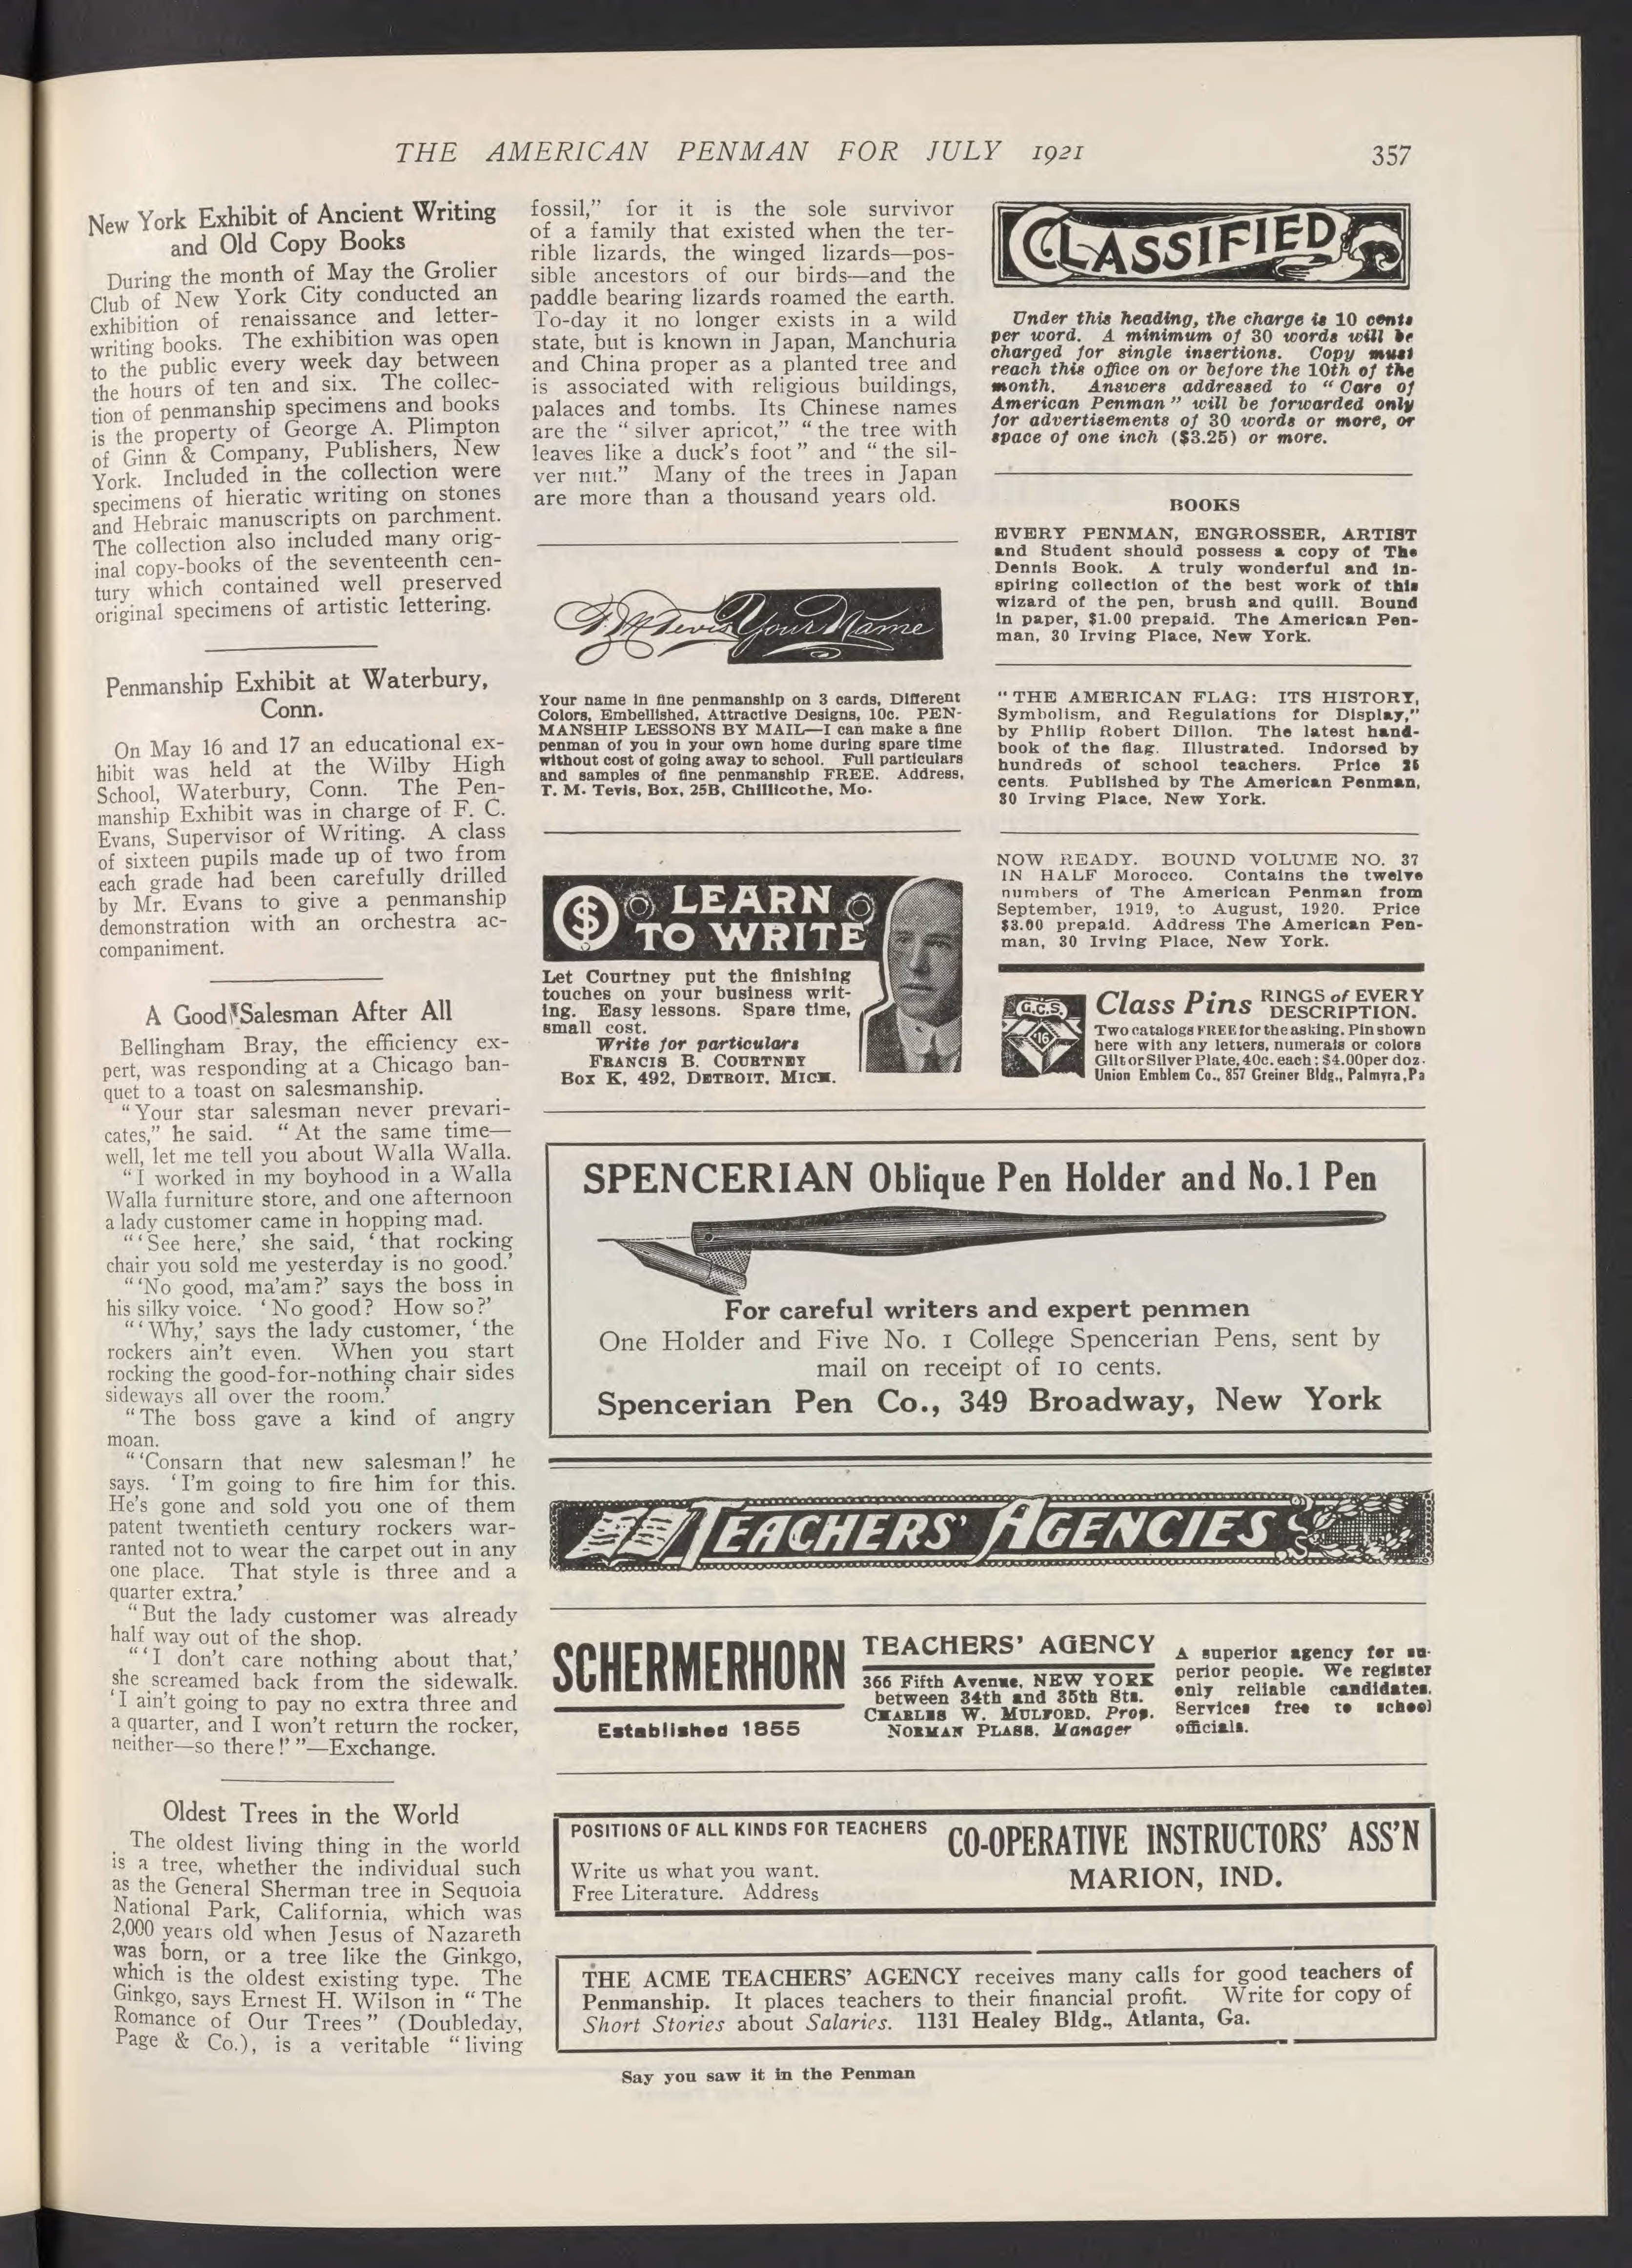 THE AMERICAN PENMAN FOR JULY 1921
357
New York Exhibit of Ancient Writing
and Old Copy Books
During the month of May the Grolier
Club of New York City conducted an
exhibition of renaissance and letter-
writing books. The exhibition was open
to the public every week day between
the hours of ten and six. The collec-
tion of penmanship specimens and books
is the property of George A. Plimpton
of Ginn & Company, Publishers, New
York. Included in the collection were
specimens of hieratic writing on stones
and Hebraic manuscripts on parchment.
The collection also included many orig-
inal copy-books of the seventeenth cen-
tury which contained well preserved
original specimens of artistic lettering.
Penmanship Exhibit at Waterbury,
Conn.
On May 16 and 17 an educational ex-
hibit was held at the Wilby High
School, Waterbury, Conn. The Pen-
manship Exhibit was in charge of F. C.
Evans, Supervisor of Writing. A class
of sixteen pupils made up of two from
each grade had been carefully drilled
by Mr. Evans to give a penmanship
demonstration with an orchestra ac-
companiment.
A Good Salesman After All
Bellingham Bray, the efficiency ex-
pert, was responding at a Chicago ban-
quet to a toast on salesmanship.
"Your star salesman never prevari-
cates," he said. "At the same time—
well, let me tell you about Walla Walla.
"I worked in my boyhood in a Walla
Walla furniture store, and one afternoon
a lady customer came in hopping mad.
"'See here,' she said, 'that rocking
chair you sold me yesterday is no good.'
"'No good, ma'am?' says the boss in
his silky voice. 'No good? How so?'
"'Why,' says the lady customer, 'the
rockers ain't even. When you start
rocking the good-for-nothing chair sides
sideways all over the room.'
"The boss gave a kind of angry
moan.
"'Consarn that new salesman!' he
says. 'I'm going to fire him for this.
He's gone and sold you one of them
patent twentieth century rockers war-
ranted not to wear the carpet out in any
one place. That style is three and a
quarter extra.'
"But the lady customer was already
half way out of the shop.
"'I don't care nothing about that,'
she screamed back from the sidewalk.
'I ain't going to pay no extra three and
a quarter, and I won't return the rocker,
neither—so there!'"—Exchange.
Oldest Trees in the World
The oldest living thing in the world
is a tree, whether the individual such
as the General Sherman tree in Sequoia
National Park, California, which was
2,000 years old when Jesus of Nazareth
was born, or a tree like the Ginkgo,
which is the oldest existing type. The
Ginkgo, says Ernest H. Wilson in "The
Romance of Our Trees" (Doubleday,
Page & Co.), is a veritable "living
fossil," for it is the sole survivor
of a family that existed when the ter-
rible lizards, the winged lizards—pos-
sible ancestors of our birds—and the
paddle bearing lizards roamed the earth.
To-day it no longer exists in a wild
state, but is known in Japan, Manchuria
and China proper as a planted tree and
is associated with religious buildings,
palaces and tombs. Its Chinese names
are the "silver apricot," "the tree with
leaves like a duck's foot" and "the sil-
ver nut." Many of the trees in Japan
are more than a thousand years old.
T. M. Tevis Your Name
Your name in fine penmanship on 3 cards, Different
Colors, Embellished, Attractive Designs, 10c. PEN-
MANSHIP LESSONS BY MAIL—I can make a fine
penman of you in your own home during spare time
without cost of going away to school. Full particulars
and samples of fine penmanship FREE. Address,
T. M. Tevis, Box, 25B, Chillicothe, Mo.
$ LEARN
TO WRITE
Let Courtney put the finishing
touches on your business writ-
ing. Easy lessons. Spare time,
small cost.
Write for particulars
FRANCIS B. COURTNEY
Box K, 492, DETROIT, MICH.
CLASSIFIED
Under this heading, the charge is 10 cents
per word. A minimum of 30 words will be
charged for single insertions. Copy must
reach this office on or before the 10th of the
month. Answers addressed to "Care of
American Penman" will be forwarded only
for advertisements of 30 words or more, or
space of one inch ($3.25) or more.
BOOKS
EVERY PENMAN, ENGROSSER, ARTIST
and Student should possess a copy of The
Dennis Book. A truly wonderful and in-
spiring collection of the best work of this
wizard of the pen, brush and quill. Bound
in paper, $1.00 prepaid. The American Pen-
man, 30 Irving Place, New York.
"THE AMERICAN FLAG: ITS HISTORY,
Symbolism, and Regulations for Display,"
by Philip Robert Dillon. The latest hand-
book of the flag. Illustrated. Indorsed by
hundreds of school teachers. Price 25
cents. Published by The American Penman,
30 Irving Place, New York.
NOW READY. BOUND VOLUME NO. 37
IN HALF Morocco. Contains the twelve
numbers of The American Penman from
September, 1919, to August, 1920. Price
$3.00 prepaid. Address The American Pen-
man, 30 Irving Place, New York.
G.C.S.
'16
Class Pins RINGS of EVERY
DESCRIPTION.
Two catalogs FREE for the asking. Pin shown
here with any letters, numerals or colors
Gilt or Silver Plate, 40c. each; $4.00 per doz.
Union Emblem Co., 857 Greiner Bldg., Palmyra, Pa
SPENCERIAN Oblique Pen Holder and No.1 Pen
For careful writers and expert penmen
One Holder and Five No. 1 College Spencerian Pens, sent by
mail on receipt of 10 cents.
Spencerian Pen Co., 349 Broadway, New York
TEACHERS' AGENCIES
SCHERMERHORN
Established 1855
TEACHERS' AGENCY
366 Fifth Avenue, NEW YORK
between 34th and 35th Sts.
CHARLES W. MULFORD, Prop.
NORMAN PLASS, Manager
A superior agency for su-
perior people. We register
only reliable candidates.
Services free to school
officials.
POSITIONS OF ALL KINDS FOR TEACHERS
Write us what you want.
Free Literature. Address
CO-OPERATIVE INSTRUCTORS' ASS'N
MARION, IND.
THE ACME TEACHERS' AGENCY receives many calls for good teachers of
Penmanship. It places teachers to their financial profit. Write for copy of
Short Stories about Salaries. 1131 Healey Bldg., Atlanta, Ga.
Say you saw it in the Penman